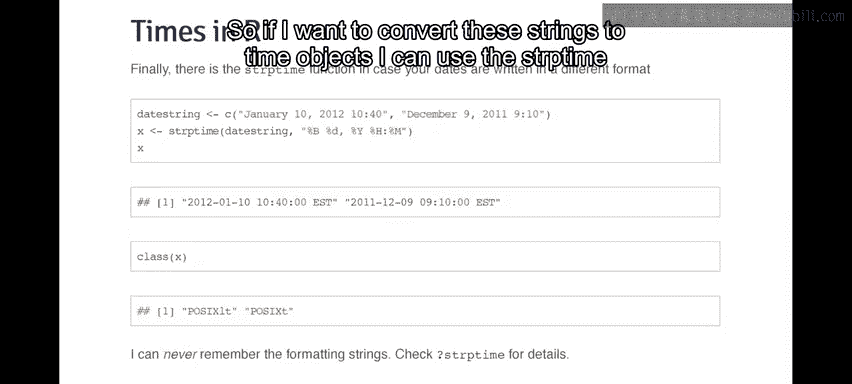 Times in R
So if I want to convert these strings to
time objects I can use the strptime
Finally, there is the strptime function in case your dates are written in a different format
datestring <- c("January 10, 2012 10:40", "December 9, 2011 9:10")
x <- strptime(datestring, "%B %d, %Y %H:%M")
x
## [1] "2012-01-10 10:40:00 EST" "2011-12-09 09:10:00 EST"
class(x)
## [1] "POSIXlt" "POSIXt"
I can never remember the formatting strings. Check ?strptime for details.